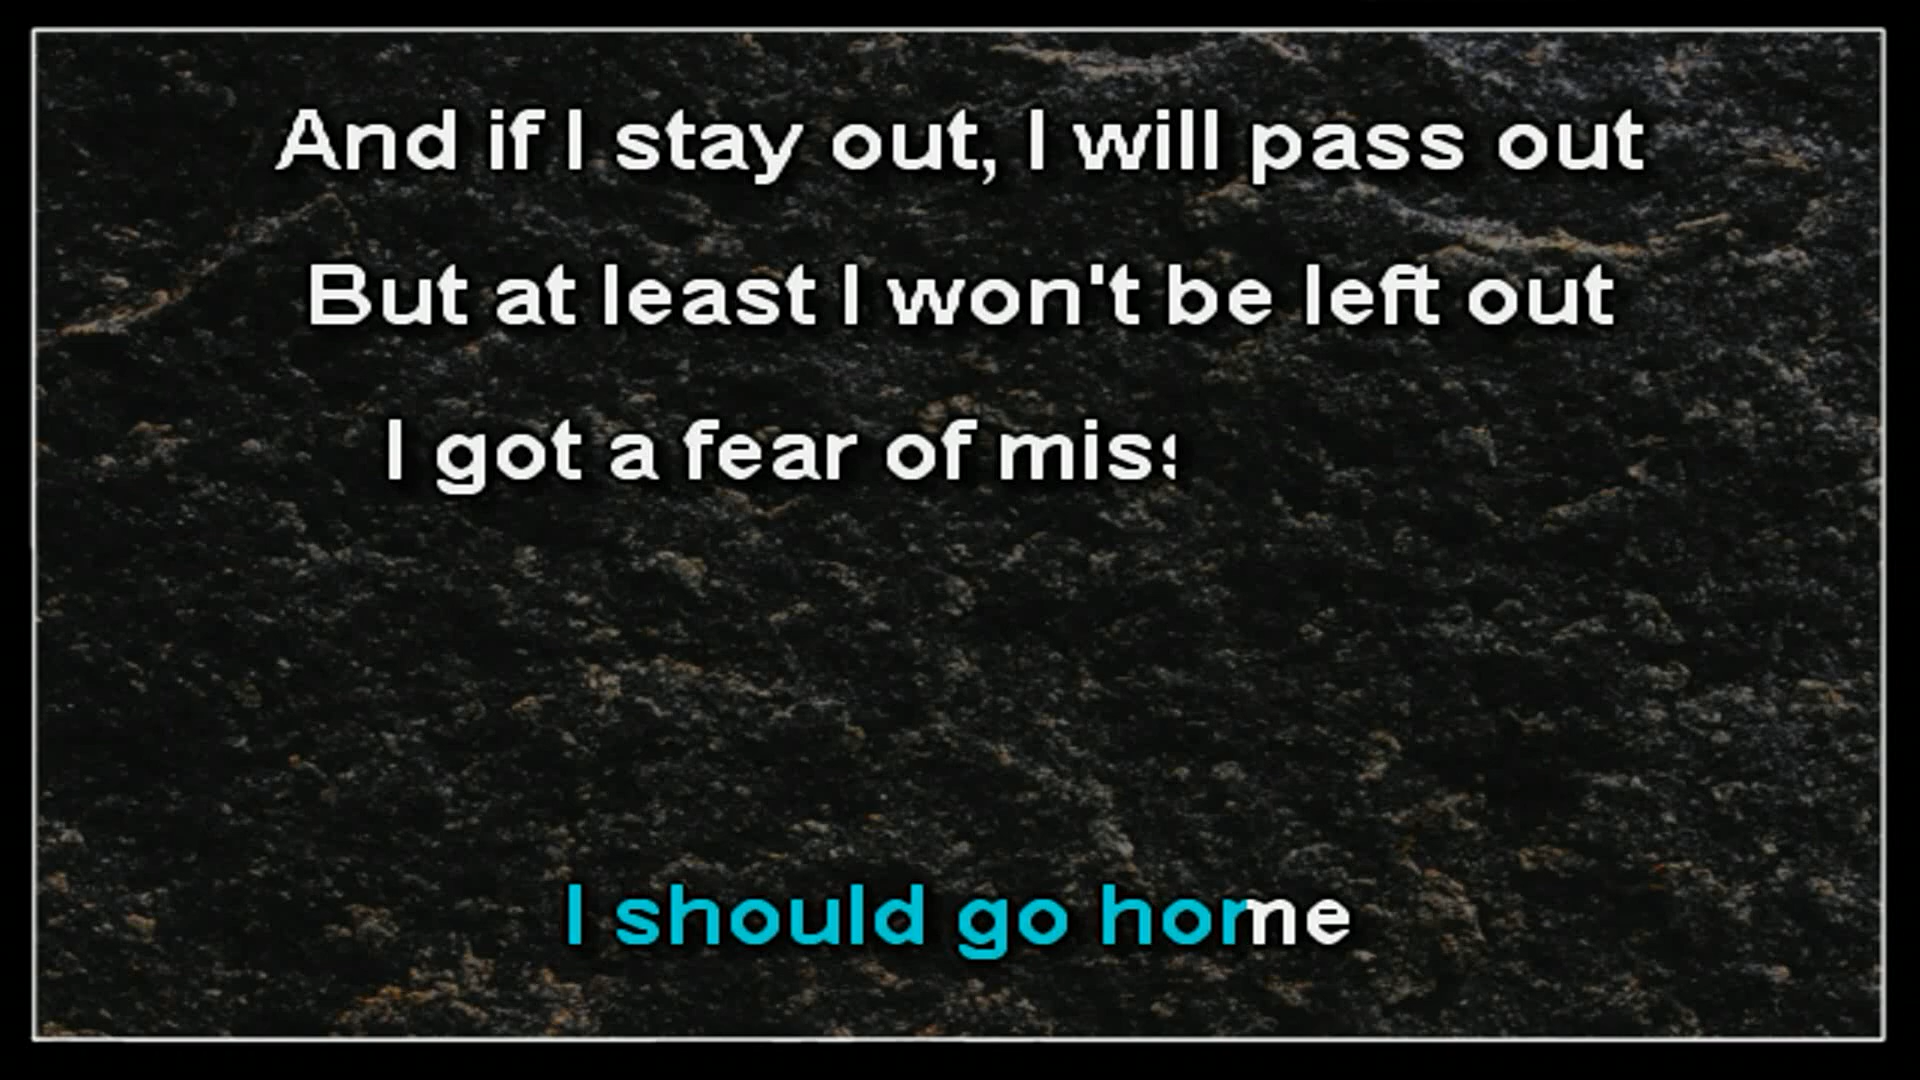 And if I stay out, I will pass out
But at least I won't be left out
I got a fear of mis
I should go home